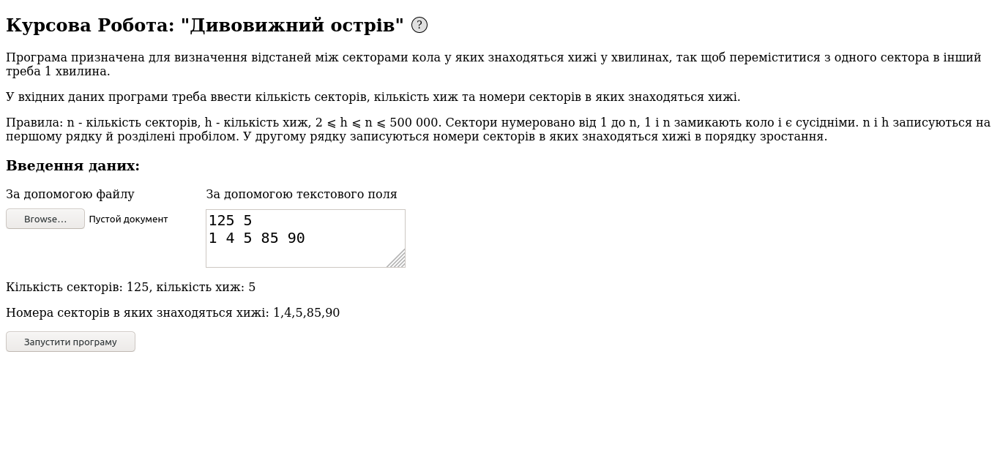 Курсова Робота: "Дивовижний острів" ?
Програма призначена для визначення відстаней між секторами кола у яких знаходяться хижі у хвилинах, так щоб переміститися з одного сектора в інший
треба 1 хвилина.
У вхідних даних програми треба ввести кількість секторів, кількість хиж та номери секторів в яких знаходяться хижі.
Правила: n - кількість секторів, h - кількість хиж, 2 ⩽ h ⩽ n ⩽ 500 000. Сектори нумеровано від 1 до n, 1 і n замикають коло і є сусідніми. n і h записуються на
першому рядку й розділені пробілом. У другому рядку записуються номери секторів в яких знаходяться хижі в порядку зростання.
Введення даних:
За допомогою файлу
За допомогою текстового поля
Browse... Пустой документ
125 5
1 4 5 85 90
Кількість секторів: 125, кількість хиж: 5
Номера секторів в яких знаходяться хижі: 1,4,5,85,90
Запустити програму